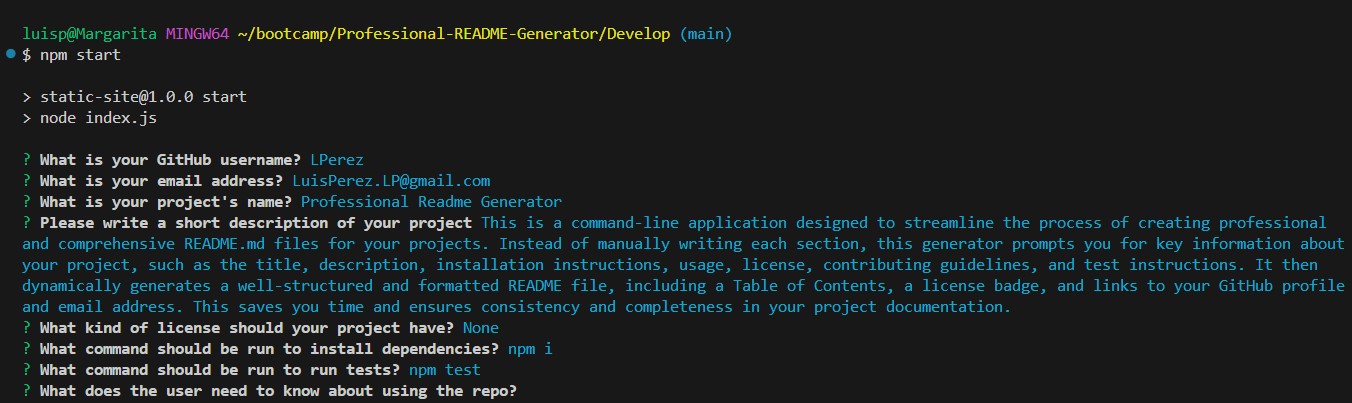 luisp@Margarita MINGW64 ~/bootcamp/Professional-README-Generator/Develop (main)
$ npm start
> static-site@1.0.0 start
> node index.js
? What is your GitHub username? LPerez
? What is your email address? LuisPerez.LP@gmail.com
? What is your project's name? Professional Readme Generator
? Please write a short description of your project This is a command-line application designed to streamline the process of creating professional
and comprehensive README.md files for your projects. Instead of manually writing each section, this generator prompts you for key information about
your project, such as the title, description, installation instructions, usage, license, contributing guidelines, and test instructions. It then
dynamically generates a well-structured and formatted README file, including a Table of Contents, a license badge, and links to your GitHub profile
and email address. This saves you time and ensures consistency and completeness in your project documentation.
? What kind of license should your project have? None
? What command should be run to install dependencies? npm i
? What command should be run to run tests? npm test
? What does the user need to know about using the repo?